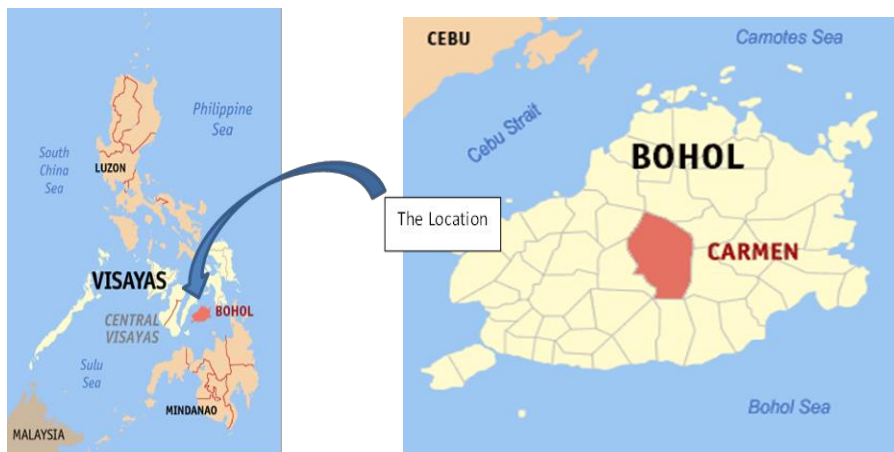 Philippine
Sea
South
China
Sea
LUZON
VISAYAS
CENTRAL
VISAYAS
BOHOL
Sulu
Sea
MINDANAO
MALAYSIA
The Location
CEBU
Camotes Sea
Cebu Strait
BOHOL
CARMEN
Bohol Sea